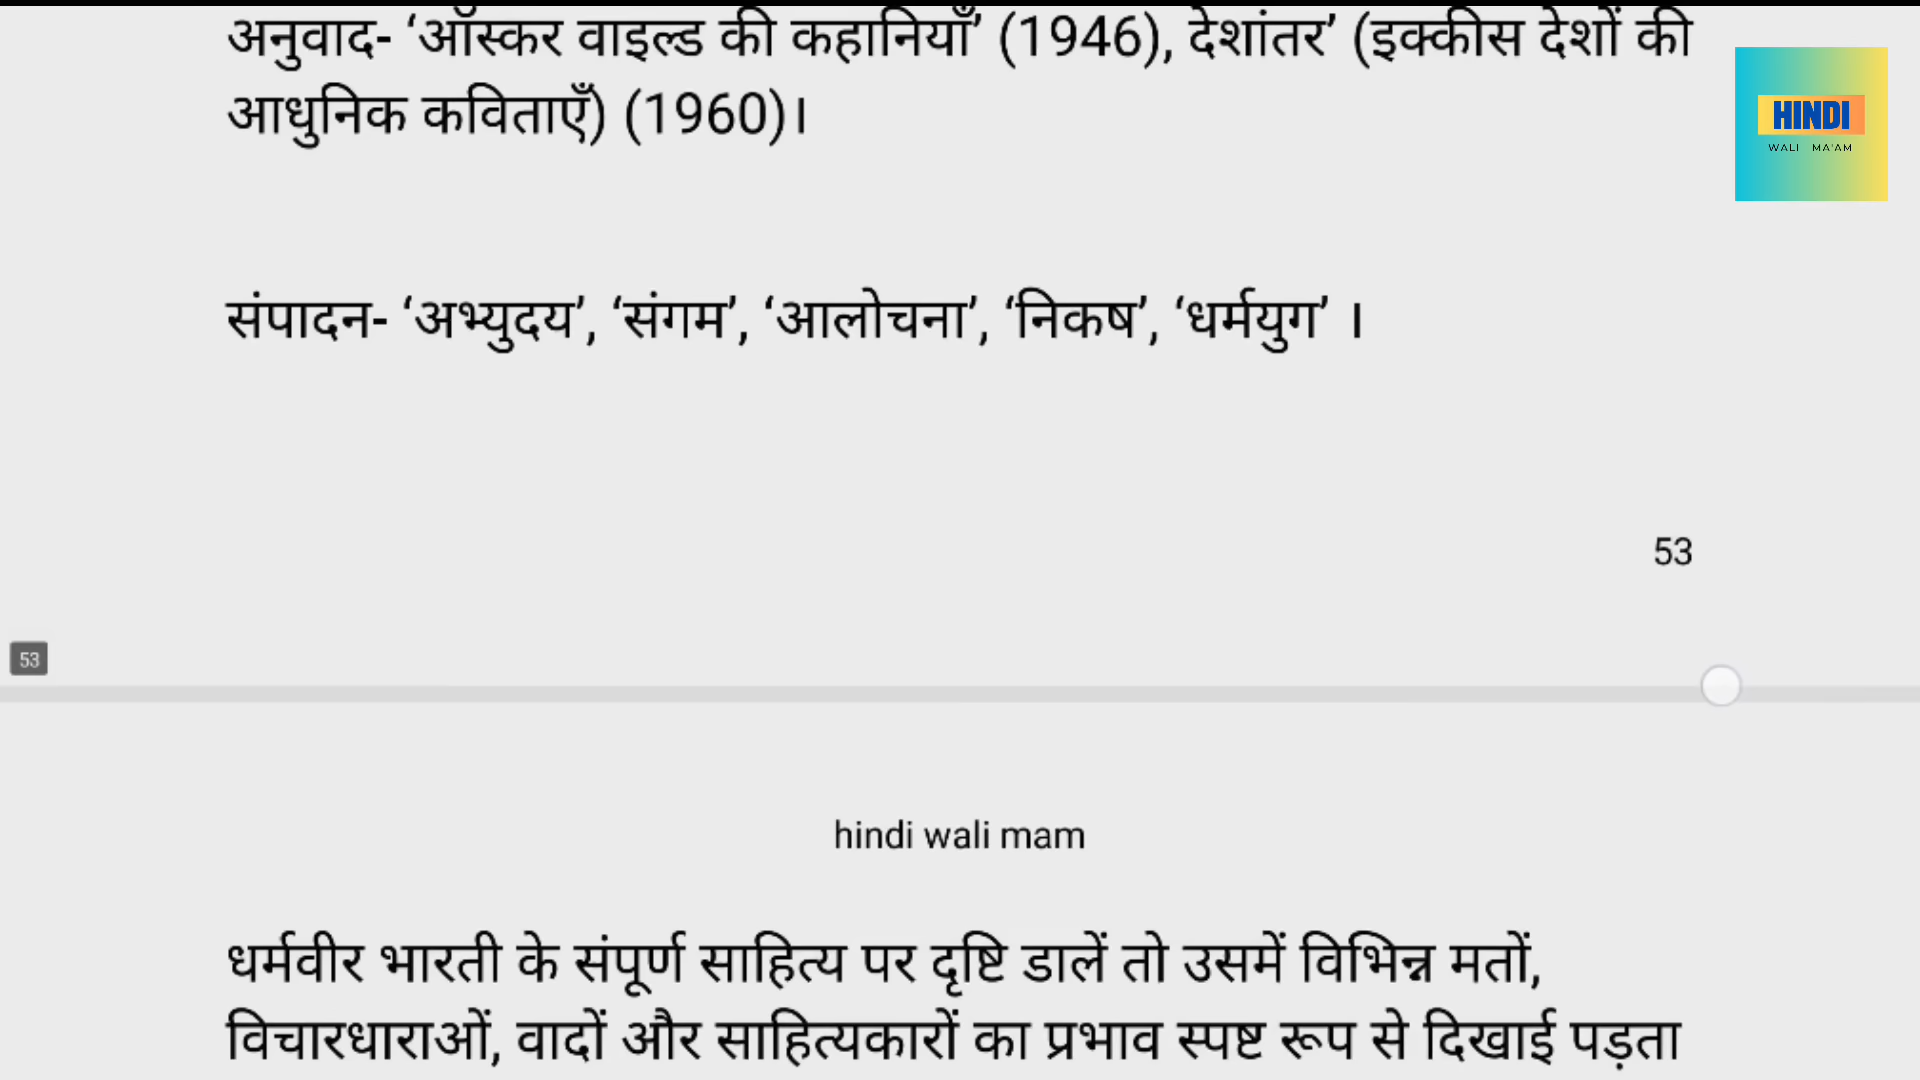 अनुवाद- ‘ऑस्कर वाइल्ड की कहानियाँ’ (1946), देशांतर’ (इक्कीस देशों की
आधुनिक कविताएँ) (1960)।
HINDI
WALI MA'AM
संपादन- ‘अभ्युदय’, ‘संगम’, ‘आलोचना’, ‘निकष’, ‘धर्मयुग’ ।
53
53
hindi wali mam
धर्मवीर भारती के संपूर्ण साहित्य पर दृष्टि डालें तो उसमें विभिन्न मतों,
विचारधाराओं, वादों और साहित्यकारों का प्रभाव स्पष्ट रूप से दिखाई पड़ता